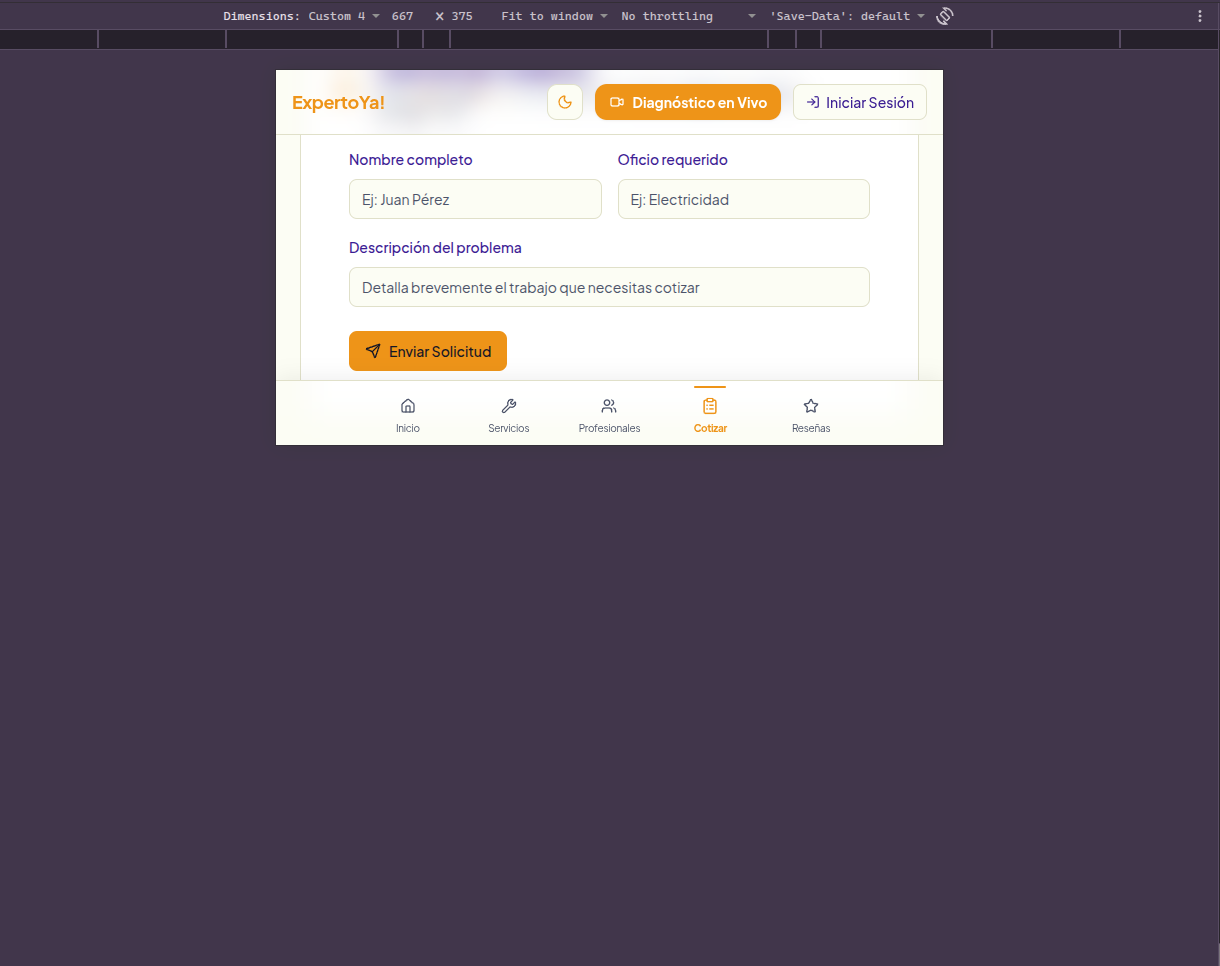 Dimensions: Custom 4 667 × 375 Fit to window No throttling 'Save-Data': default
ExpertoYa! Diagnóstico en Vivo Iniciar Sesión
Nombre completo Oficio requerido
Ej: Juan Pérez Ej: Electricidad
Descripción del problema
Detalla brevemente el trabajo que necesitas cotizar
Enviar Solicitud
Inicio Servicios Profesionales Cotizar Reseñas